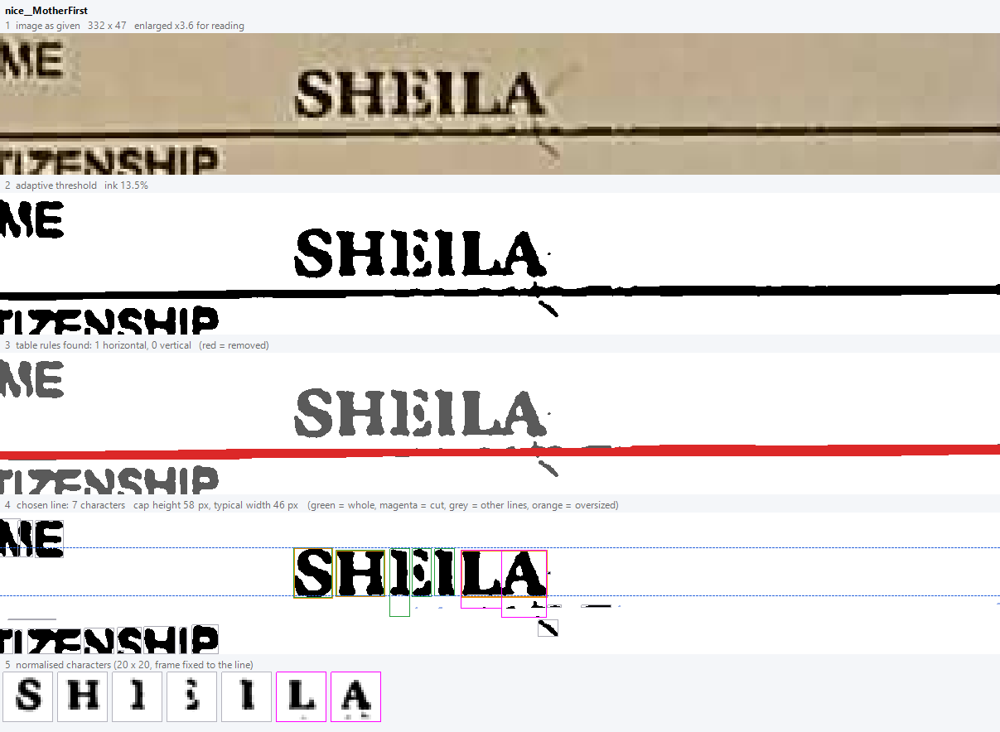 nice__MotherFirst
1 image as given 332 x 47 enlarged x3.6 for reading
ME
SHEILA
TIZENSHIP
2 adaptive threshold ink 13.5%
ME
SHEILA
TIZENSHIP
3 table rules found: 1 horizontal, 0 vertical (red = removed)
ME
SHEILA
TIZENSHIP
4 chosen line: 7 characters cap height 58 px, typical width 46 px (green = whole, magenta = cut, grey = other lines, orange = oversized)
ME
SHEILA
TIZENSHIP
5 normalised characters (20 x 20, frame fixed to the line)
S H I L A